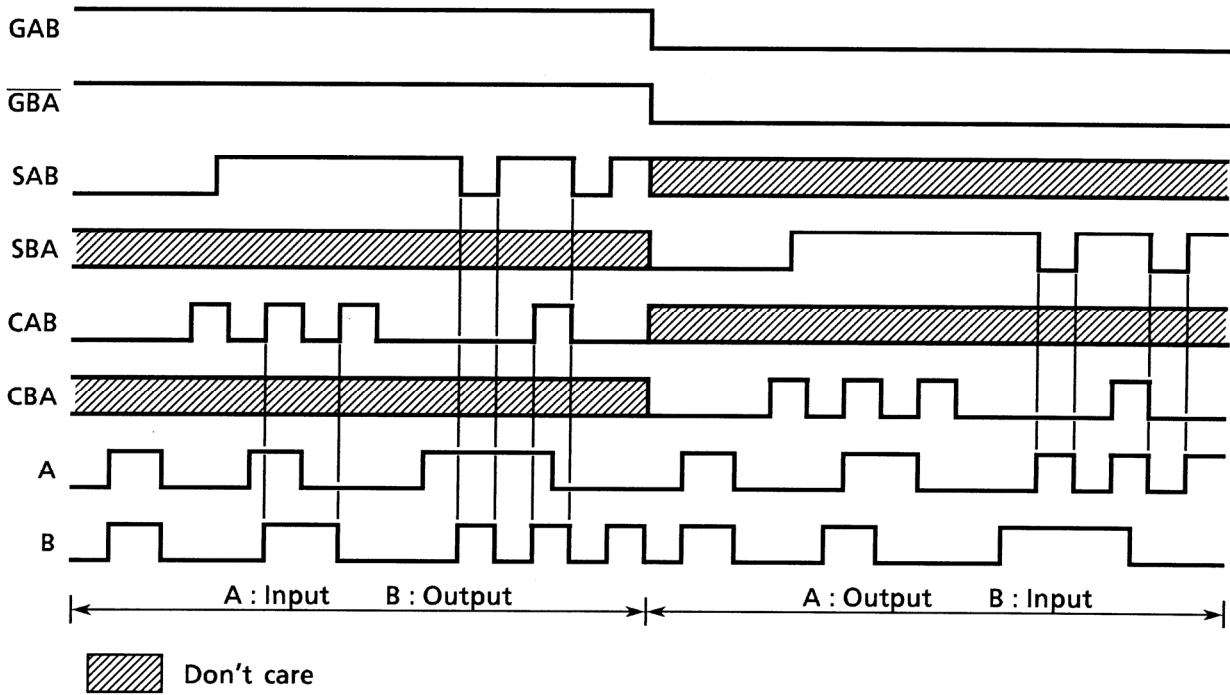 GAB
GBA
SAB
SBA
CAB
CBA
A
B
A : Input B : Output A : Output B : Input
Don't care